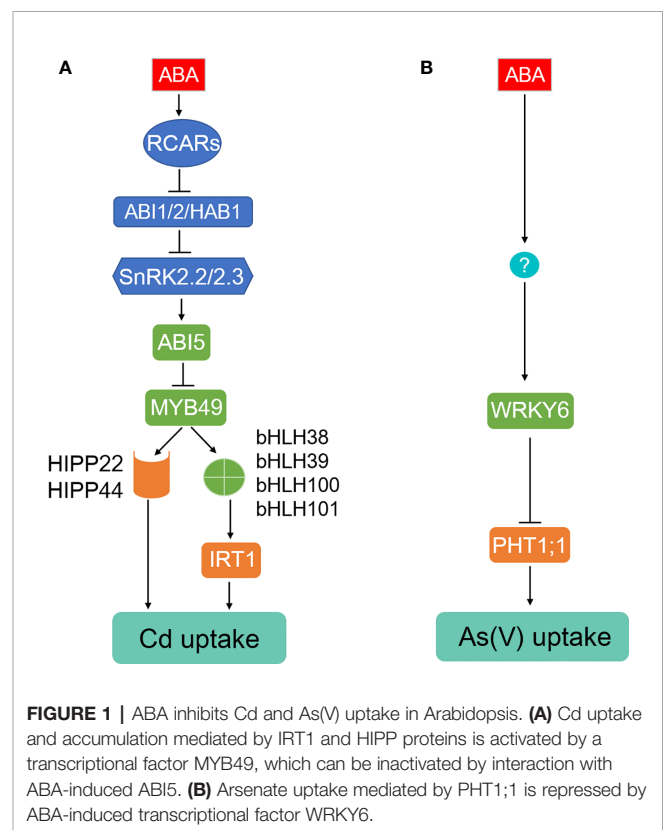 A
ABA
RCARs
ABI1/2/HAB1
SnRK2.2/2.3
ABI5
MYB49
HIPP22
HIPP44
bHLH38
bHLH39
bHLH100
bHLH101
IRT1
Cd uptake
B
ABA
?
WRKY6
PHT1;1
As(V) uptake
FIGURE 1 | ABA inhibits Cd and As(V) uptake in Arabidopsis. (A) Cd uptake
and accumulation mediated by IRT1 and HIPP proteins is activated by a
transcriptional factor MYB49, which can be inactivated by interaction with
ABA-induced ABI5. (B) Arsenate uptake mediated by PHT1;1 is repressed by
ABA-induced transcriptional factor WRKY6.